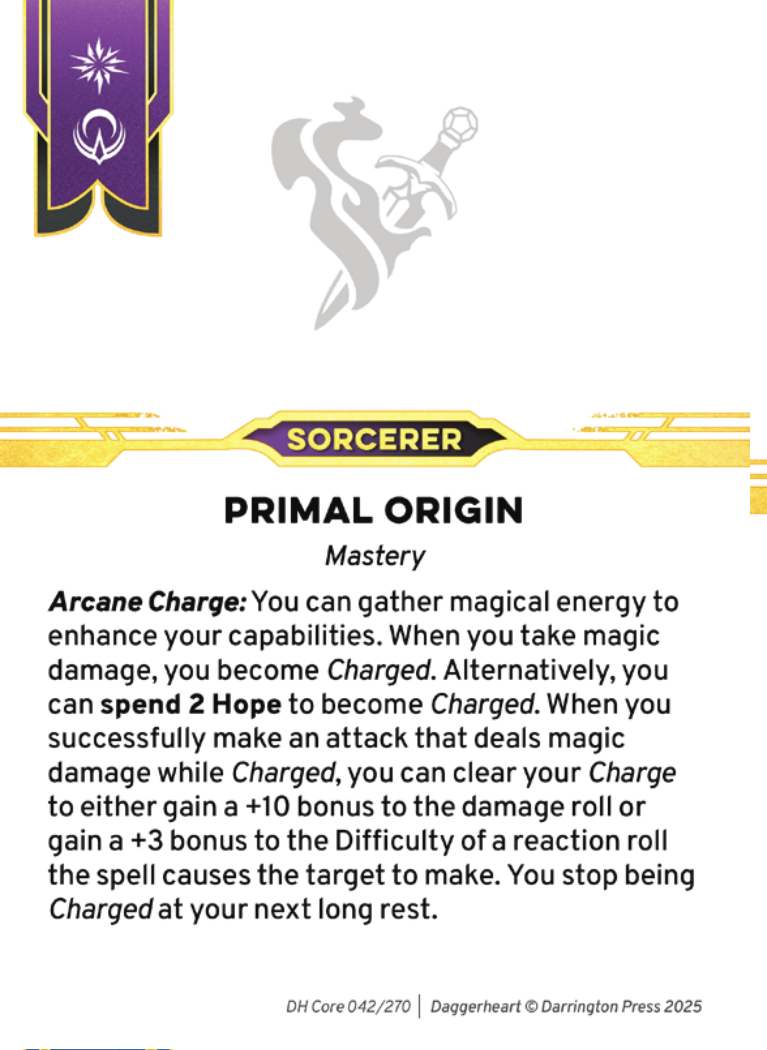 SORCERER
PRIMAL ORIGIN
Mastery
Arcane Charge: You can gather magical energy to
enhance your capabilities. When you take magic
damage, you become Charged. Alternatively, you
can spend 2 Hope to become Charged. When you
successfully make an attack that deals magic
damage while Charged, you can clear your Charge
to either gain a +10 bonus to the damage roll or
gain a +3 bonus to the Difficulty of a reaction roll
the spell causes the target to make. You stop being
Charged at your next long rest.
DH Core 042/270 | Daggerheart © Darrington Press 2025